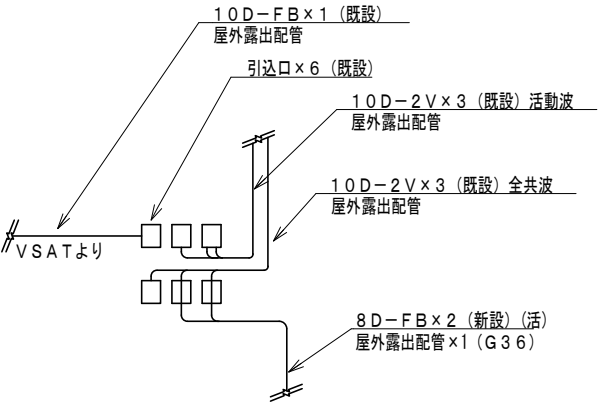 10D-FB×1(既設)
屋外露出配管
引込口×6(既設)
10D-2V×3(既設)活動波
屋外露出配管
10D-2V×3(既設)全共波
屋外露出配管
VSATより
8D-FB×2(新設)(活)
屋外露出配管×1(G36)